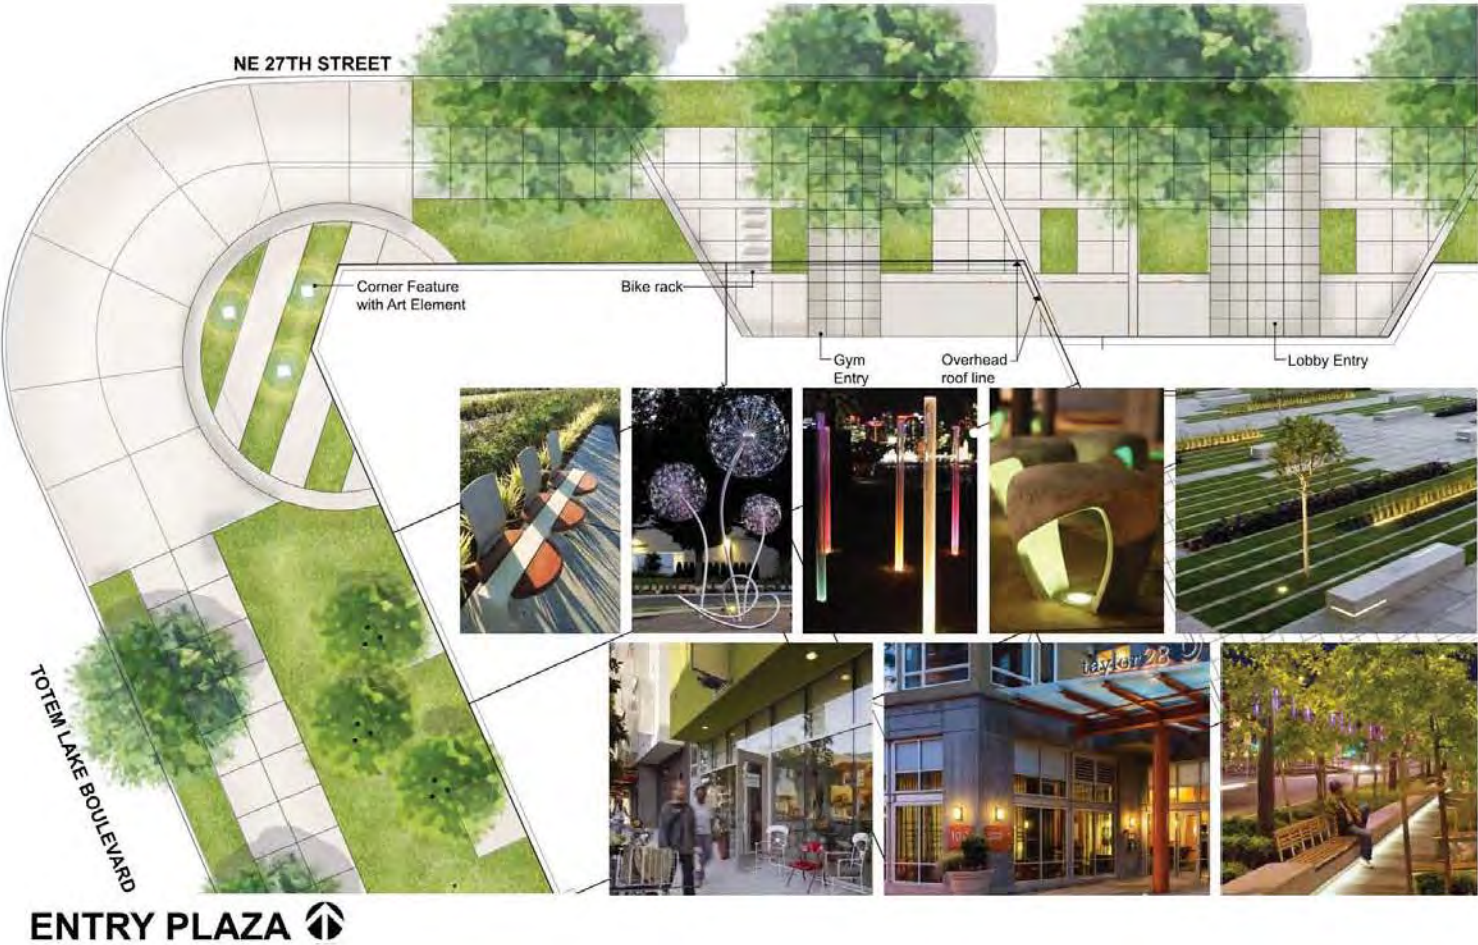 NE 27TH STREET
Corner Feature
with Art Element
Bike rack
Gym
Entry
Overhead
roof line
Lobby Entry
taylor 28
TOTEM LAKE BOULEVARD
ENTRY PLAZA